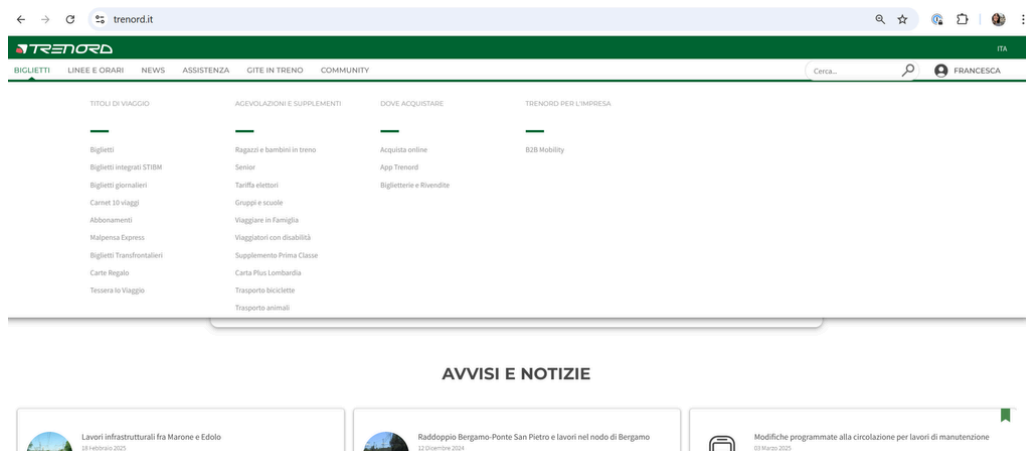 trenord.it
TRENORD
ITA
BIGLIETTI LINEE E ORARI NEWS ASSISTENZA GITE IN TRENO COMMUNITY Cerca... FRANCESCA
TITOLI DI VIAGGIO
Biglietti
Biglietti integrati STIBM
Biglietti giornalieri
Carnet 10 viaggi
Abbonamenti
Malpensa Express
Biglietti Transfrontalieri
Carte Regalo
Tessera Io Viaggio
AGEVOLAZIONI E SUPPLEMENTI
Ragazzi e bambini in treno
Senior
Tariffa elettori
Gruppi e scuole
Viaggiare in Famiglia
Viaggiatori con disabilità
Supplemento Prima Classe
Carta Plus Lombardia
Trasporto biciclette
Trasporto animali
DOVE ACQUISTARE
Acquista online
App Trenord
Biglietterie e Rivendite
TRENORD PER L'IMPRESA
B2B Mobility
AVVISI E NOTIZIE
Lavori infrastrutturali fra Marone e Edolo
18 Febbraio 2025
Raddoppio Bergamo-Ponte San Pietro e lavori nel nodo di Bergamo
12 Dicembre 2024
Modifiche programmate alla circolazione per lavori di manutenzione
03 Marzo 2025